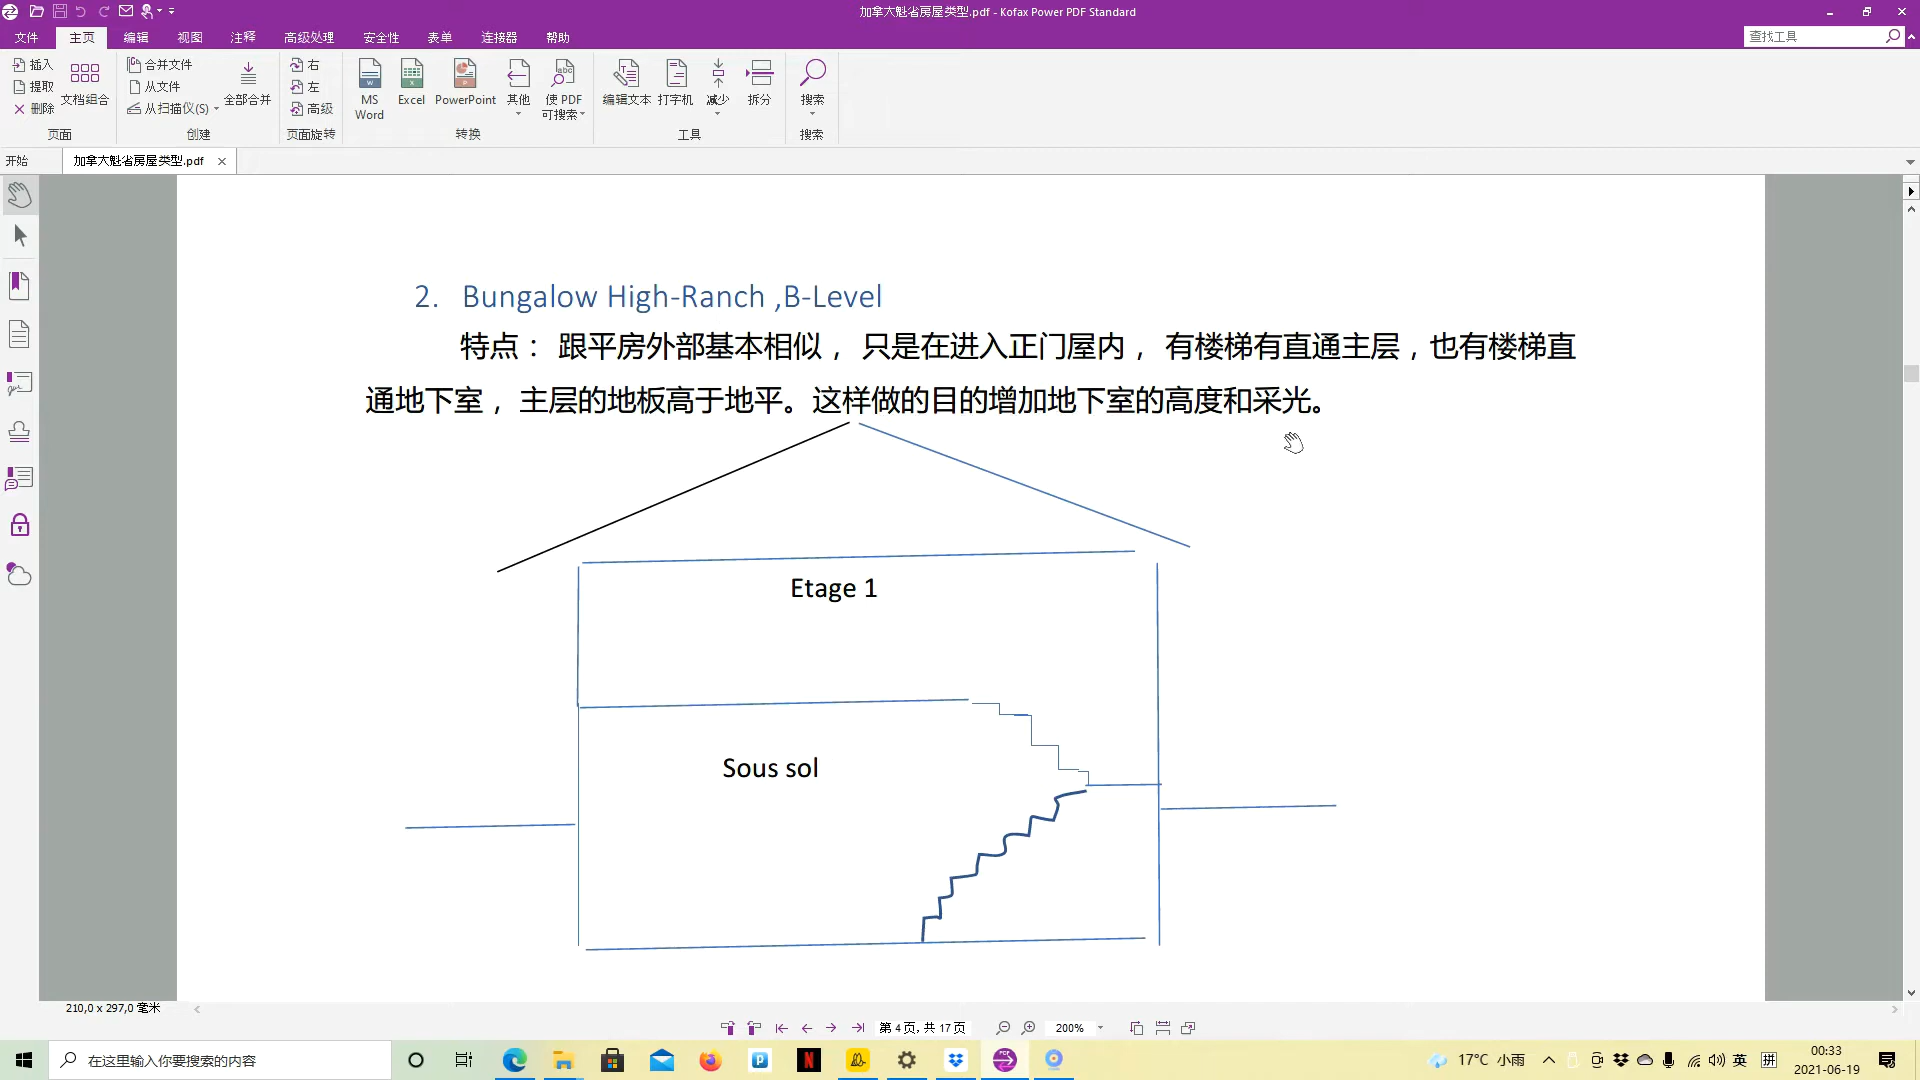 加拿大魁省房屋类型.pdf - Kofax Power PDF Standard
文件 主页 编辑 视图 注释 高级处理 安全性 表单 连接器 帮助 查找工具
插入 合并文件 右
提取 文档组合 从文件 全部合并 左 MS Word Excel PowerPoint 其他 使 PDF 可搜索 编辑文本 打字机 减少 拆分 搜索
删除 从扫描仪(S) 高级
页面 创建 页面旋转 转换 工具 搜索
开始 加拿大魁省房屋类型.pdf
2. Bungalow High-Ranch ,B-Level
特点： 跟平房外部基本相似， 只是在进入正门屋内， 有楼梯有直通主层，也有楼梯直
通地下室， 主层的地板高于地平。这样做的目的增加地下室的高度和采光。
Etage 1
Sous sol
210,0 x 297,0 毫米
第 4 页, 共 17 页 200%
在这里输入你要搜索的内容 17°C 小雨 英 拼 00:33
2021-06-19